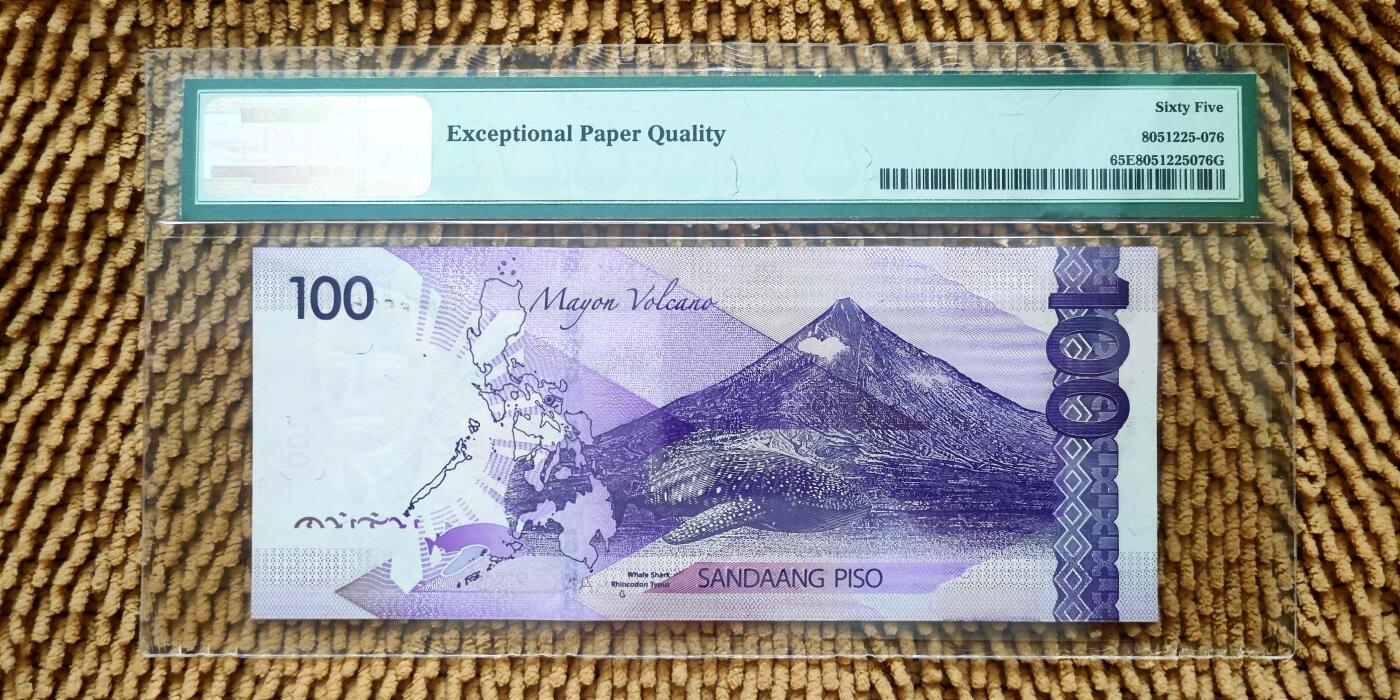 Exceptional Paper Quality
Sixty Five
8051225-076
65E8051225076G
100
Mayon Volcano
100
Whale Shark
Rhincodon Typus
SANDAANG PISO